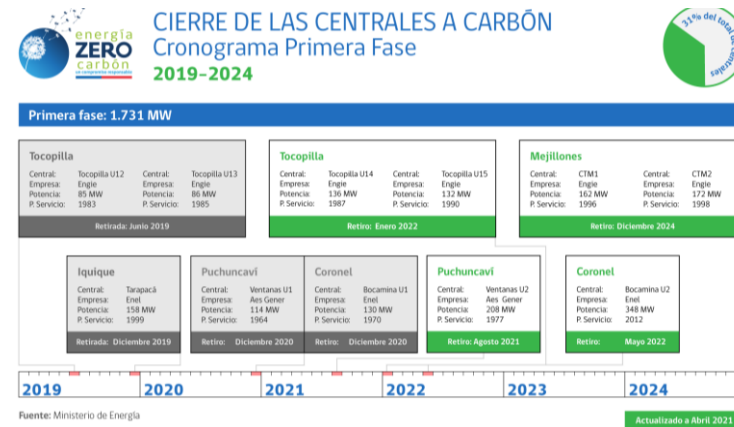 energía
ZERO
carbón
CIERRE DE LAS CENTRALES A CARBÓN
Cronograma Primera Fase
2019-2024
31% del total de
centrales
Primera fase: 1.731 MW
Tocopilla
Central: Tocopilla U12 Central: Tocopilla U13
Empresa: Engie Empresa: Engie
Potencia: 85 MW Potencia: 86 MW
P. Servicio: 1983 P. Servicio: 1985
Retirada: Junio 2019
Tocopilla
Central: Tocopilla U14 Central: Tocopilla U15
Empresa: Engie Empresa: Engie
Potencia: 136 MW Potencia: 132 MW
P. Servicio: 1987 P. Servicio: 1990
Retiro: Enero 2022
Mejillones
Central: CTM1 Central: CTM2
Empresa: Engie Empresa: Engie
Potencia: 162 MW Potencia: 172 MW
P. Servicio: 1996 P. Servicio: 1998
Retiro: Diciembre 2024
Iquique
Central: Tarapacá
Empresa: Enel
Potencia: 158 MW
P. Servicio: 1999
Retirada: Diciembre 2019
Puchuncaví
Central: Ventanas U1
Empresa: Aes Gener
Potencia: 114 MW
P. Servicio: 1964
Retiro: Diciembre 2020
Coronel
Central: Bocamina U1
Empresa: Enel
Potencia: 130 MW
P. Servicio: 1970
Retiro: Diciembre 2020
Puchuncaví
Central: Ventanas U2
Empresa: Aes Gener
Potencia: 208 MW
P. Servicio: 1977
Retiro: Agosto 2021
Coronel
Central: Bocamina U2
Empresa: Enel
Potencia: 348 MW
P. Servicio: 2012
Retiro: Mayo 2022
2019 2020 2021 2022 2023 2024
Fuente: Ministerio de Energía
Actualizado a Abril 2021